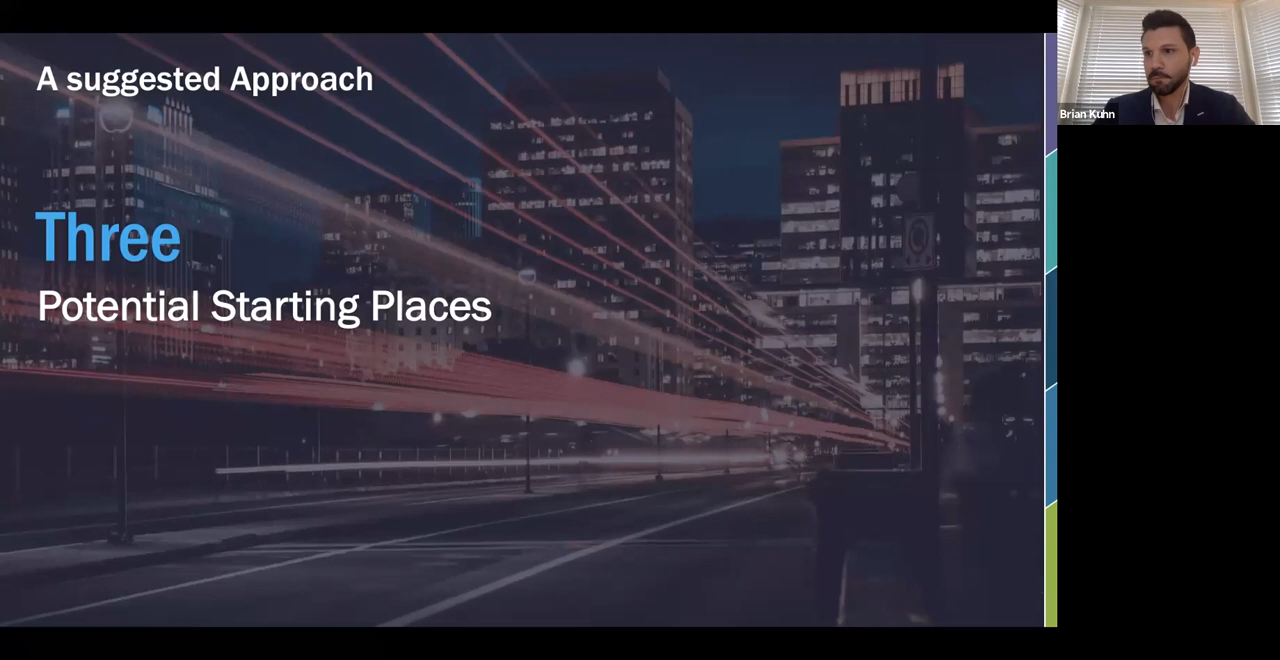 A suggested Approach
Three
Potential Starting Places
Brian Kuhn